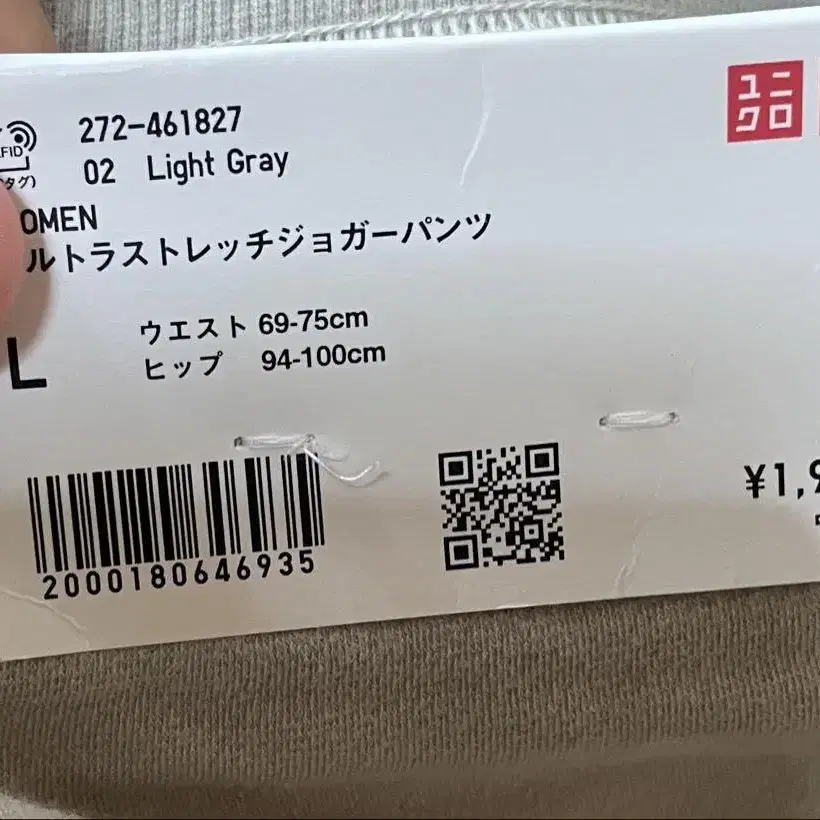 272-461827
02 Light Gray
FID
タグ)
ユニ
クロ
OMEN
ルトラストレッチジョガーパンツ
L
ウエスト 69-75cm
ヒップ 94-100cm
2000180646935
¥1,9